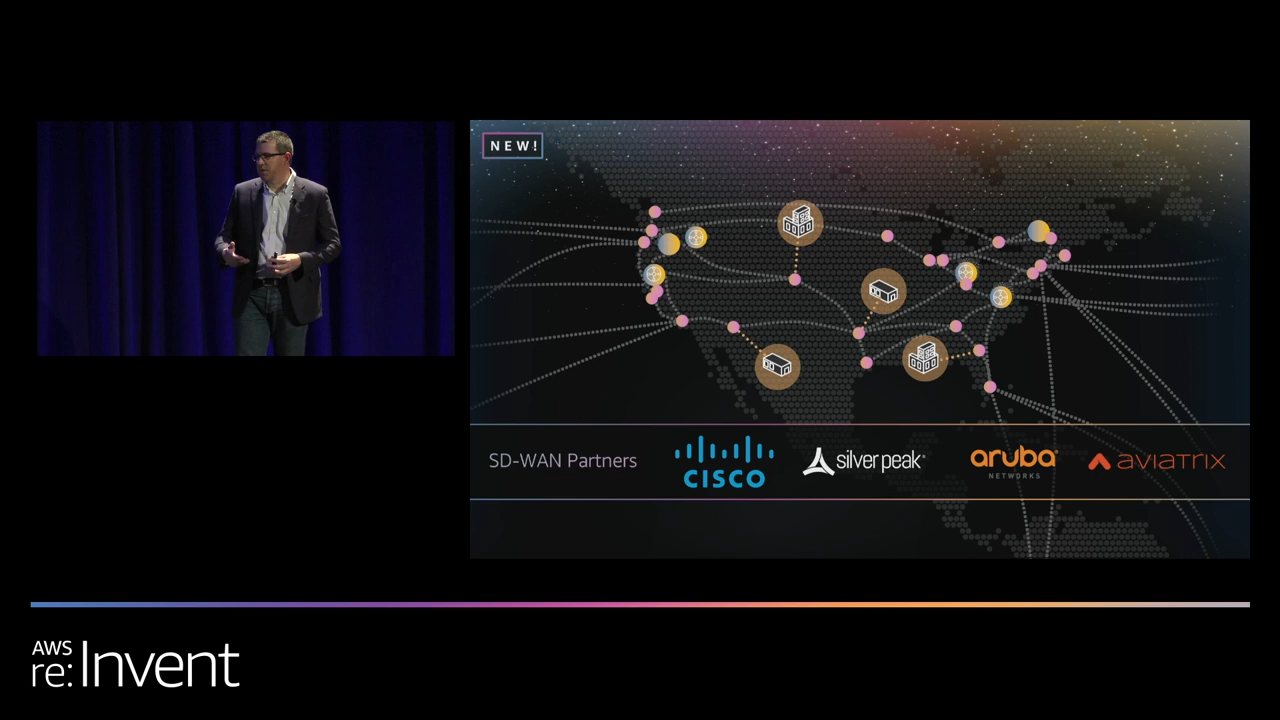 NEW!
SD-WAN Partners
CISCO
silver peak
aruba
NETWORKS
AVIATRIX
AWS
re:Invent